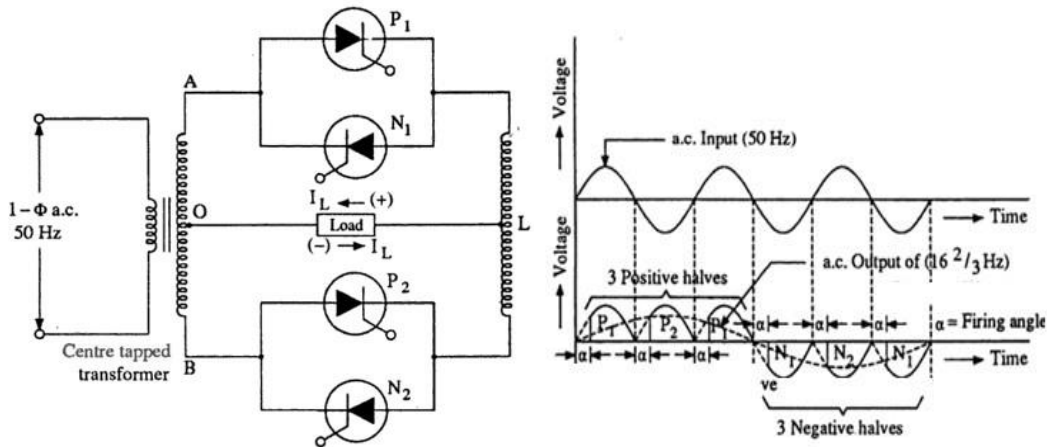 P₁
A
N₁
1 – Φ a.c.
50 Hz
O
I_L ← (+)
Load
(−) → I_L
L
P₂
Centre tapped
transformer
B
N₂
Voltage
a.c. Input (50 Hz)
Time
Voltage
3 Positive halves
a.c. Output of (16 ²/₃ Hz)
P₁
P₂
P₁
α
α
α
α = Firing angle
α
α
α
N₁
N₂
N₁
Time
ve
3 Negative halves